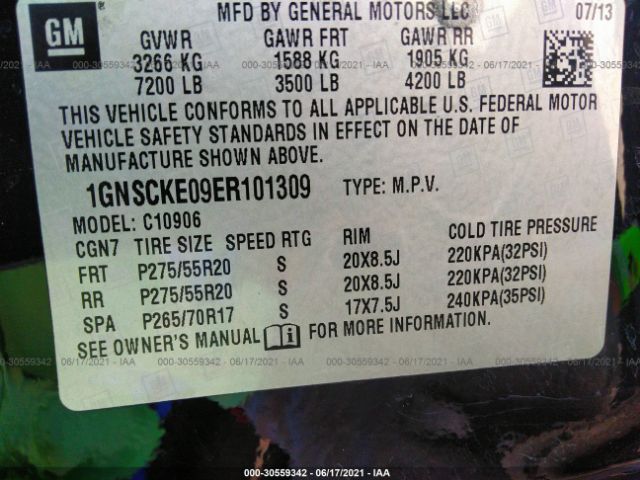 MFD BY GENERAL MOTORS LLC 07/13
GM
GVWR GAWR FRT GAWR RR
3266 KG 1588 KG 1905 KG
7200 LB 3500 LB 4200 LB
THIS VEHICLE CONFORMS TO ALL APPLICABLE U.S. FEDERAL MOTOR
VEHICLE SAFETY STANDARDS IN EFFECT ON THE DATE OF
MANUFACTURE SHOWN ABOVE.
1GNSCKE09ER101309 TYPE: M.P.V.
MODEL: C10906
CGN7 TIRE SIZE SPEED RTG RIM COLD TIRE PRESSURE
FRT P275/55R20 S 20X8.5J 220KPA(32PSI)
RR P275/55R20 S 20X8.5J 220KPA(32PSI)
SPA P265/70R17 S 17X7.5J 240KPA(35PSI)
SEE OWNER'S MANUAL FOR MORE INFORMATION.
000-30559342 - 06/17/2021 - IAA